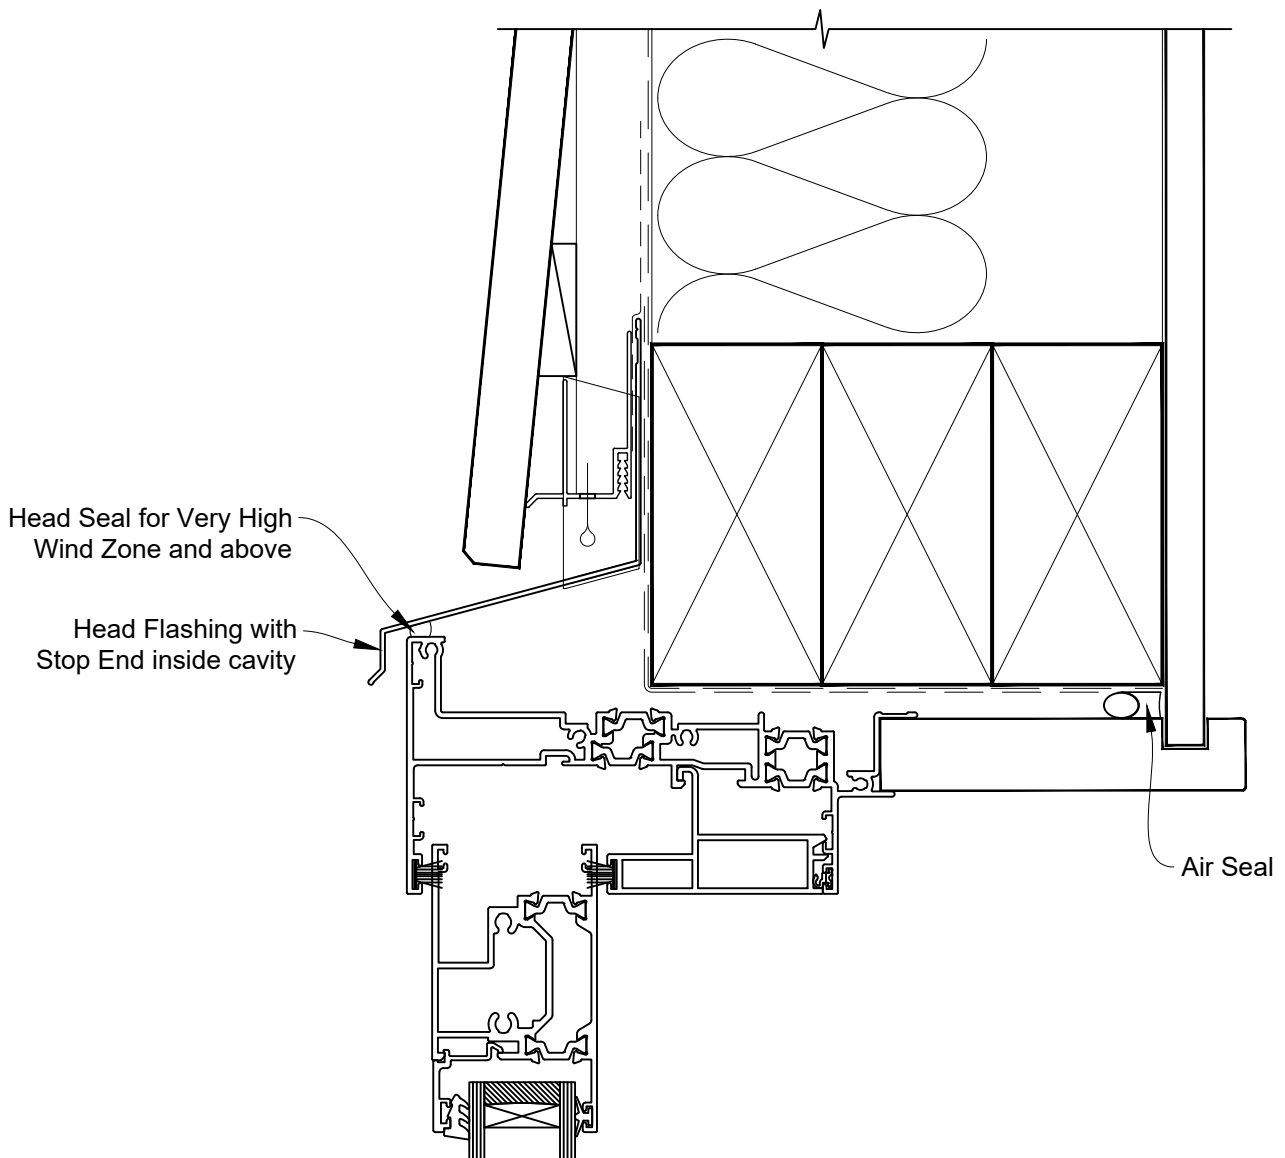 Head Seal for Very High
Wind Zone and above
Head Flashing with
Stop End inside cavity
Air Seal